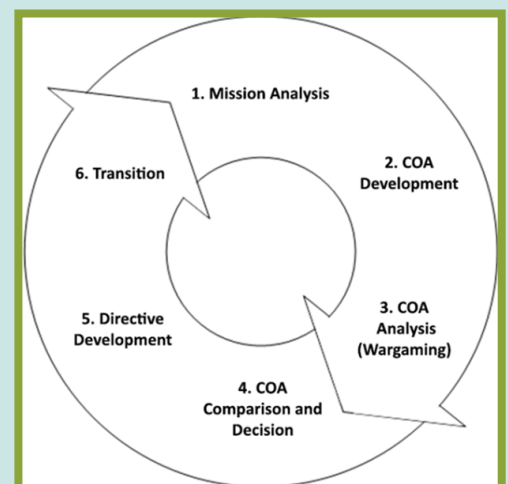 1. Mission Analysis
2. COA
Development
3. COA
Analysis
(Wargaming)
4. COA
Comparison and
Decision
5. Directive
Development
6. Transition